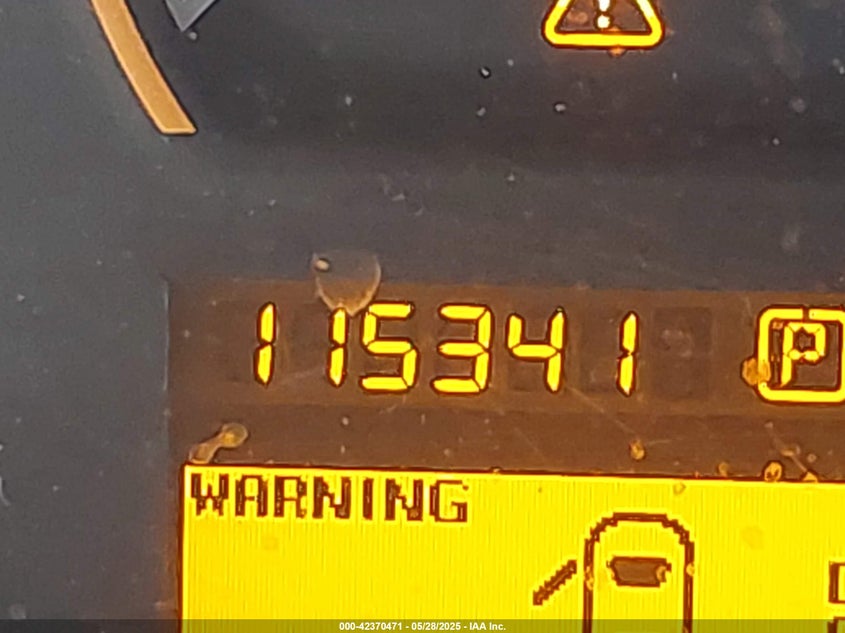 !
115341 P
WARNING
000-42370471 - 05/28/2025 - IAA Inc.